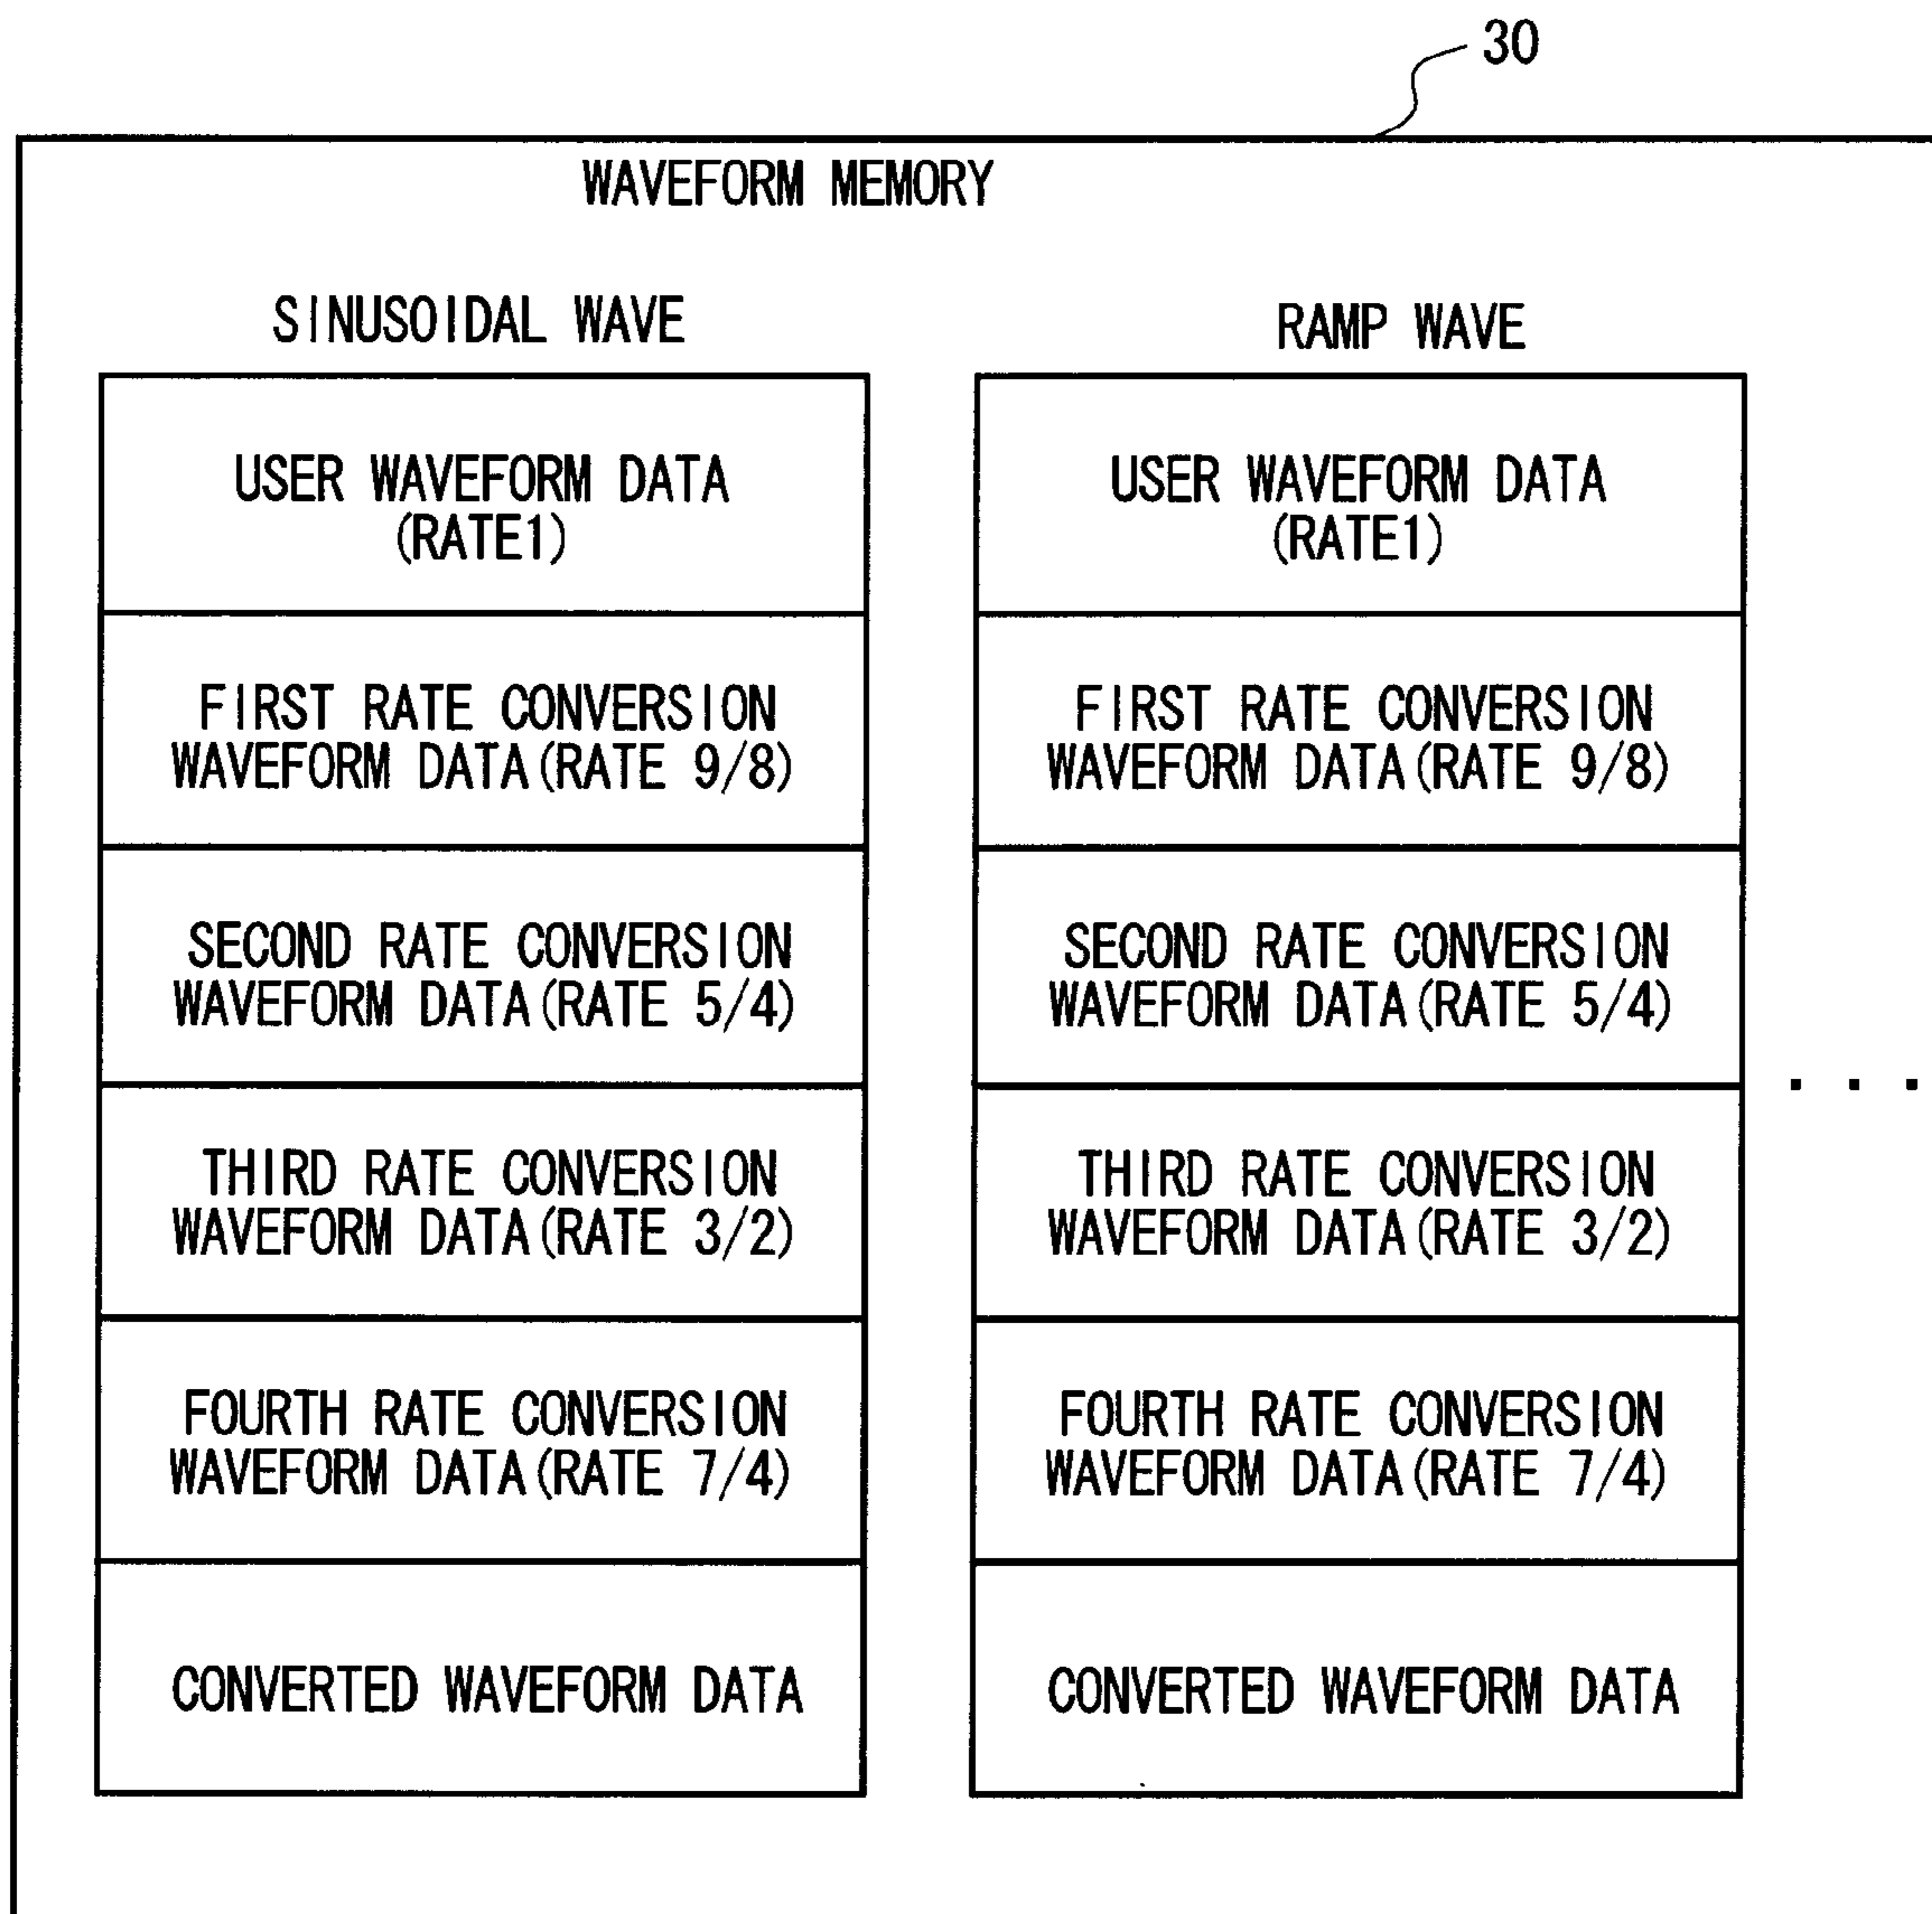 30
WAVEFORM MEMORY
SINUSOIDAL WAVE
USER WAVEFORM DATA
(RATE1)
FIRST RATE CONVERSION
WAVEFORM DATA(RATE 9/8)
SECOND RATE CONVERSION
WAVEFORM DATA(RATE 5/4)
THIRD RATE CONVERSION
WAVEFORM DATA(RATE 3/2)
FOURTH RATE CONVERSION
WAVEFORM DATA(RATE 7/4)
CONVERTED WAVEFORM DATA
RAMP WAVE
USER WAVEFORM DATA
(RATE1)
FIRST RATE CONVERSION
WAVEFORM DATA(RATE 9/8)
SECOND RATE CONVERSION
WAVEFORM DATA(RATE 5/4)
THIRD RATE CONVERSION
WAVEFORM DATA(RATE 3/2)
FOURTH RATE CONVERSION
WAVEFORM DATA(RATE 7/4)
CONVERTED WAVEFORM DATA
. . .